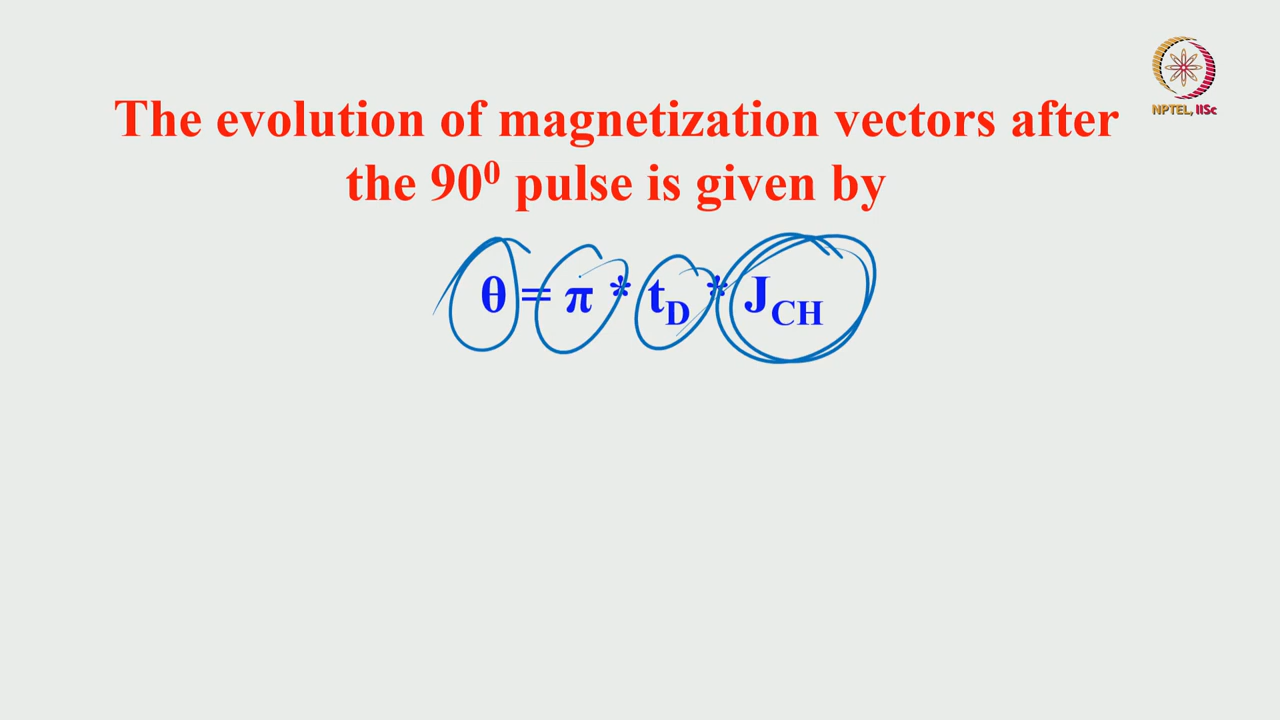 NPTEL, IISc
The evolution of magnetization vectors after
the 90⁰ pulse is given by
θ = π * t_D * J_CH